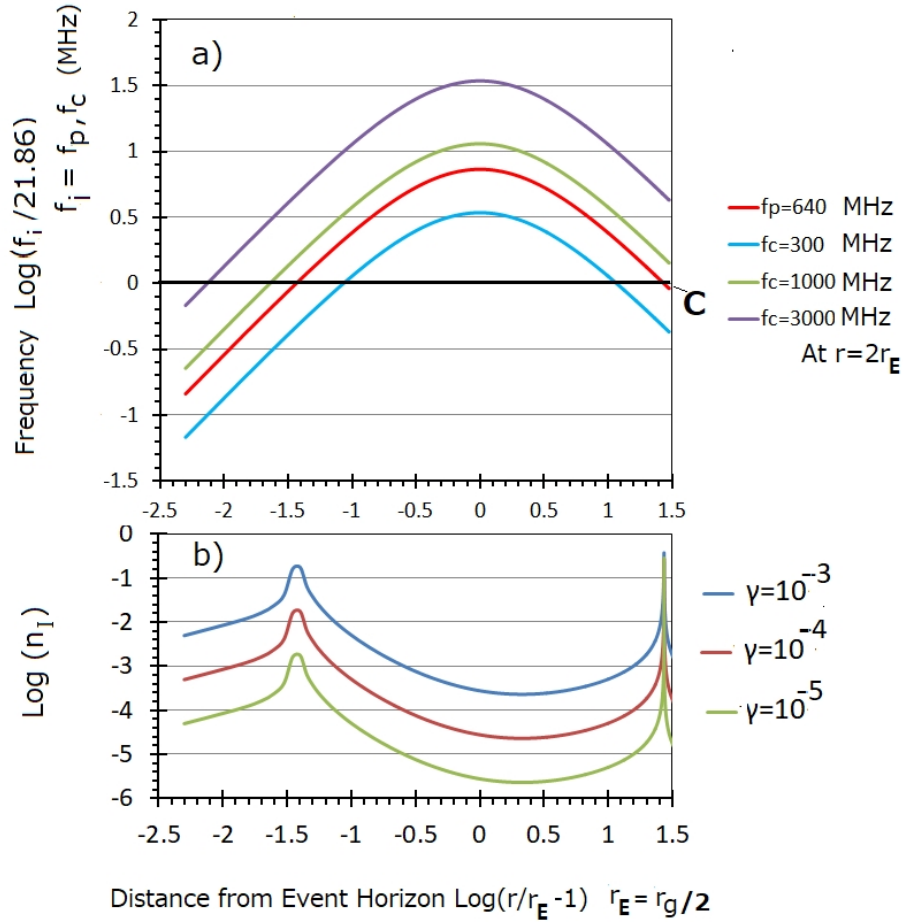 a)
Frequency Log(fi/21.86)
fi = fp,fc (MHz)
2
1.5
1
0.5
0
-0.5
-1
-1.5
-2.5 -2 -1.5 -1 -0.5 0 0.5 1 1.5
C
fp=640 MHz
fc=300 MHz
fc=1000 MHz
fc=3000 MHz
At r=2rE
b)
Log (nI)
0
-1
-2
-3
-4
-5
-6
-2.5 -2 -1.5 -1 -0.5 0 0.5 1 1.5
γ=10-3
γ=10-4
γ=10-5
Distance from Event Horizon Log(r/rE -1) rE = rg/2